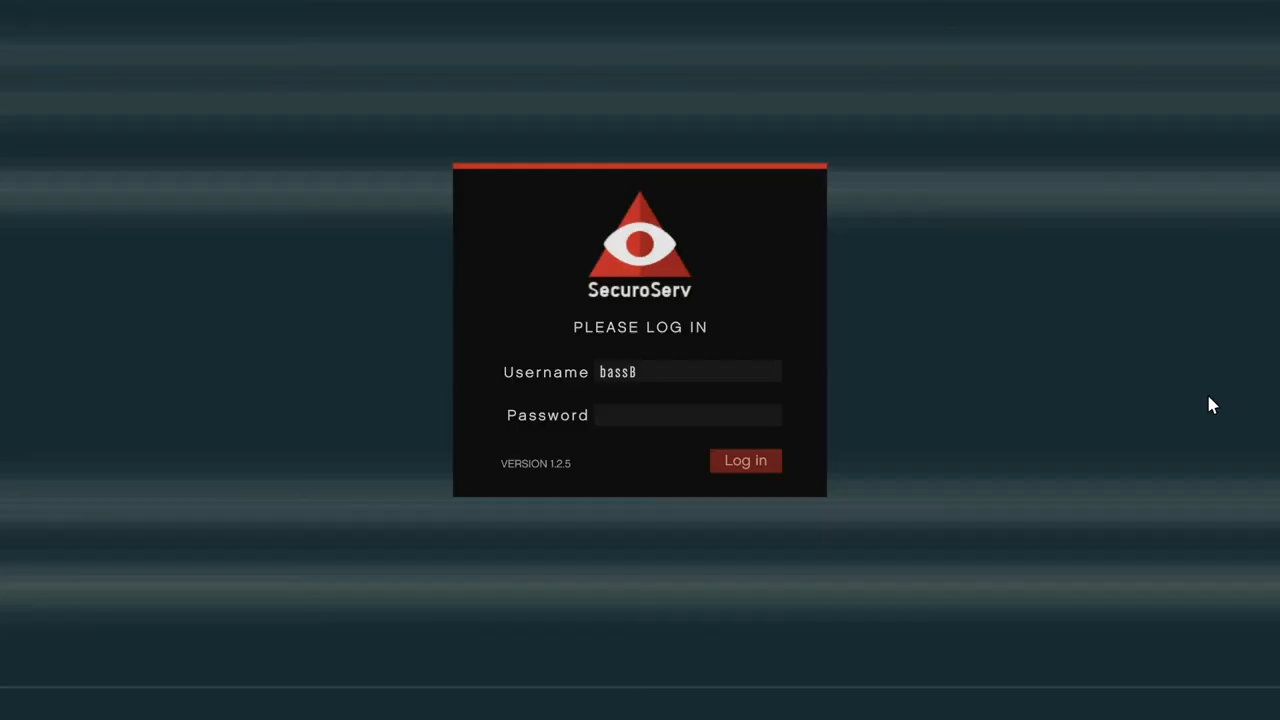 SecuroServ
PLEASE LOG IN
Username bassB
Password
VERSION 1.2.5 Log in